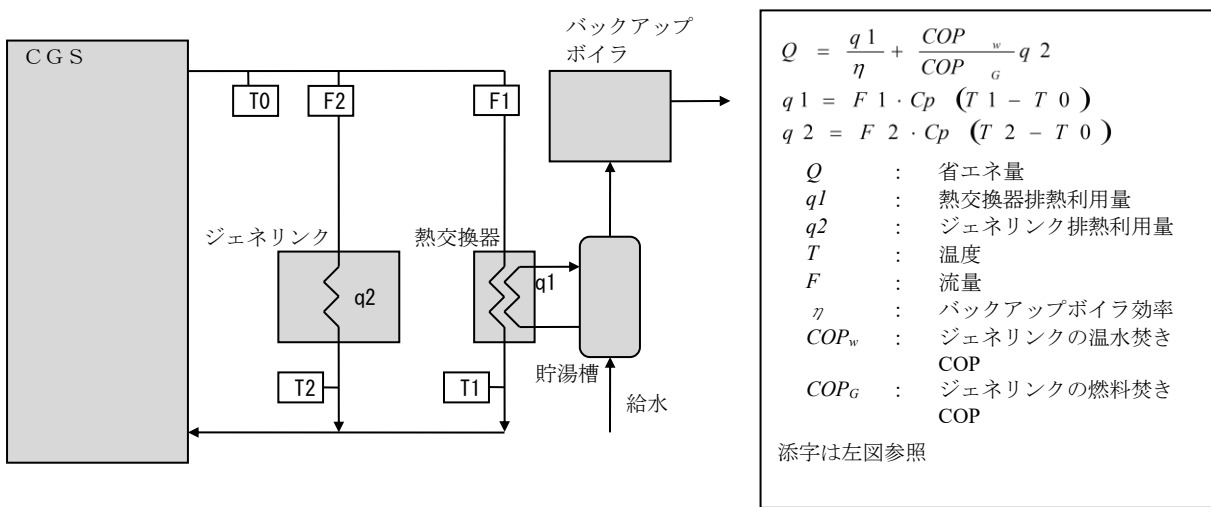 CGS
T0
F2
F1
バックアップ
ボイラ
ジェネリンク
熱交換器
q2
q1
T2
T1
貯湯槽
給水
Q = q1/η + COPw/COPG q2
q1 = F1・Cp (T1 − T0)
q2 = F2・Cp (T2 − T0)
Q : 省エネ量
q1 : 熱交換器排熱利用量
q2 : ジェネリンク排熱利用量
T : 温度
F : 流量
η : バックアップボイラ効率
COPw : ジェネリンクの温水焚き
COP
COPG : ジェネリンクの燃料焚き
COP
添字は左図参照